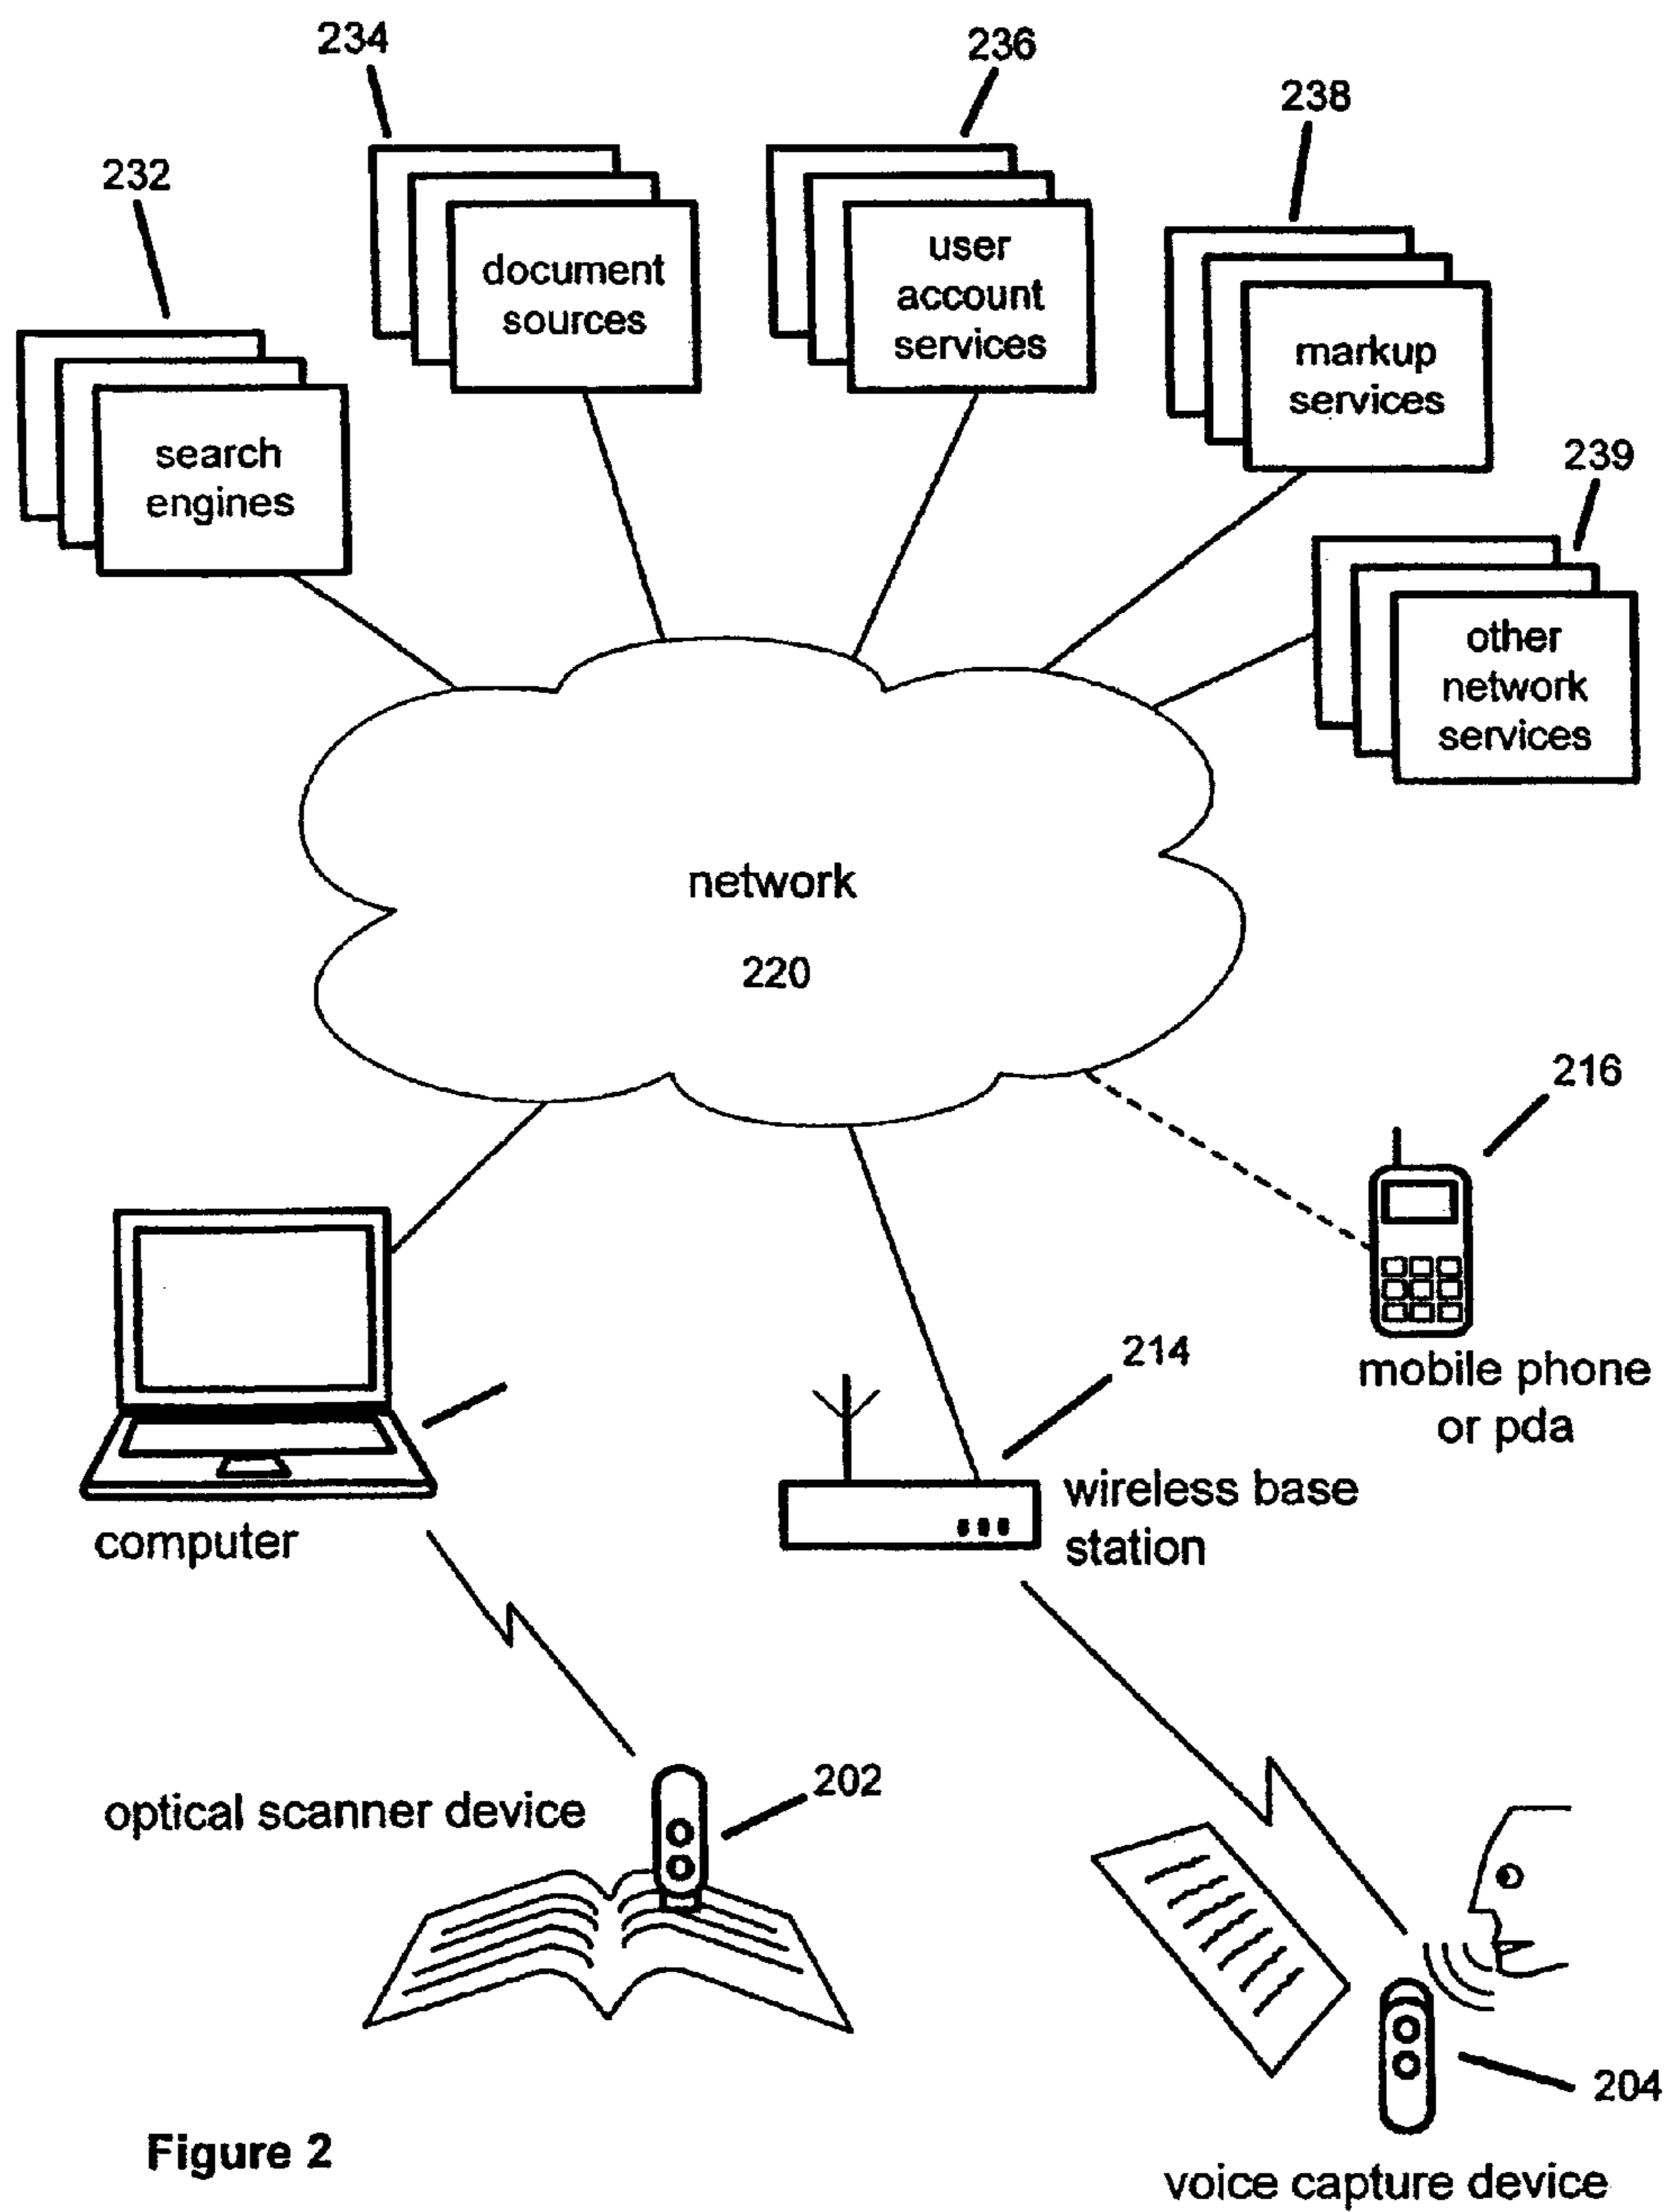 234
236
238
232
document
sources
user
account
services
markup
services
search
engines
239
other
network
services
network
220
216
mobile phone
or pda
214
wireless base
station
computer
optical scanner device
202
204
Figure 2
voice capture device